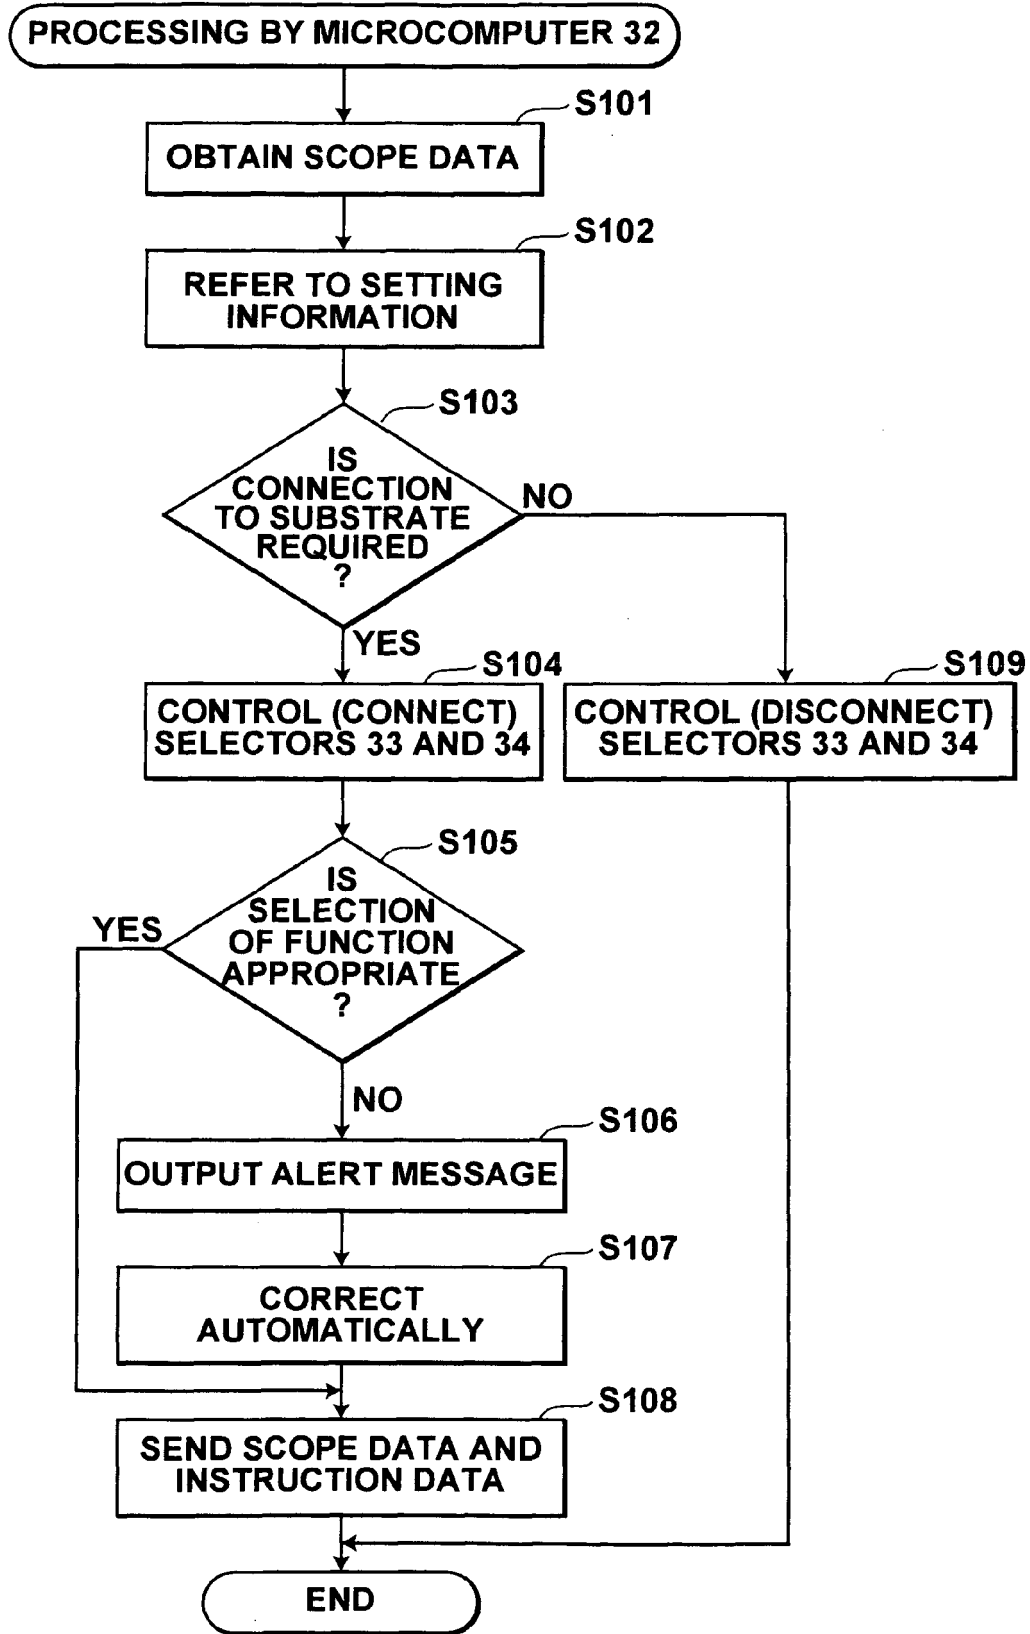 PROCESSING BY MICROCOMPUTER 32
S101
OBTAIN SCOPE DATA
S102
REFER TO SETTING
INFORMATION
S103
IS
CONNECTION
TO SUBSTRATE
REQUIRED
?
NO
YES
S104
CONTROL (CONNECT)
SELECTORS 33 AND 34
S109
CONTROL (DISCONNECT)
SELECTORS 33 AND 34
S105
IS
SELECTION
OF FUNCTION
APPROPRIATE
?
YES
NO
S106
OUTPUT ALERT MESSAGE
S107
CORRECT
AUTOMATICALLY
S108
SEND SCOPE DATA AND
INSTRUCTION DATA
END